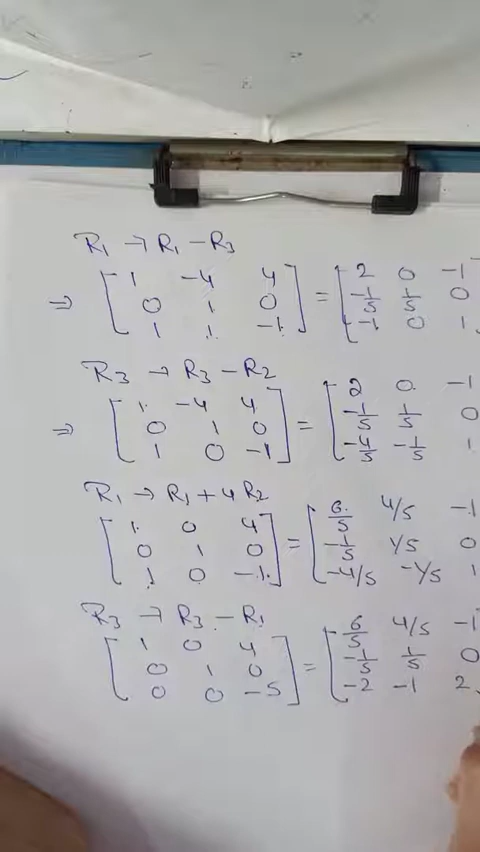 R₁ → R₁ - R₃
⇒ [1 -4 4] = [2 0 -1
[0 1 0] [-1/5 1/5 0
[1 1 -1] [-1 0 1
R₃ → R₃ - R₂
⇒ [1 -4 4] = [2 0 -1
[0 1 0] [-1/5 1/5 0
[1 0 -1] [-4/5 -1/5 1
R₁ → R₁ + 4R₂
[1 0 4] = [6/5 4/5 -1
[0 1 0] [-1/5 1/5 0
[1 0 -1] [-4/5 -1/5 1
R₃ → R₃ - R₁
[1 0 4] = [6/5 4/5 -1
[0 1 0] [-1/5 1/5 0
[0 0 -5] [-2 -1 2